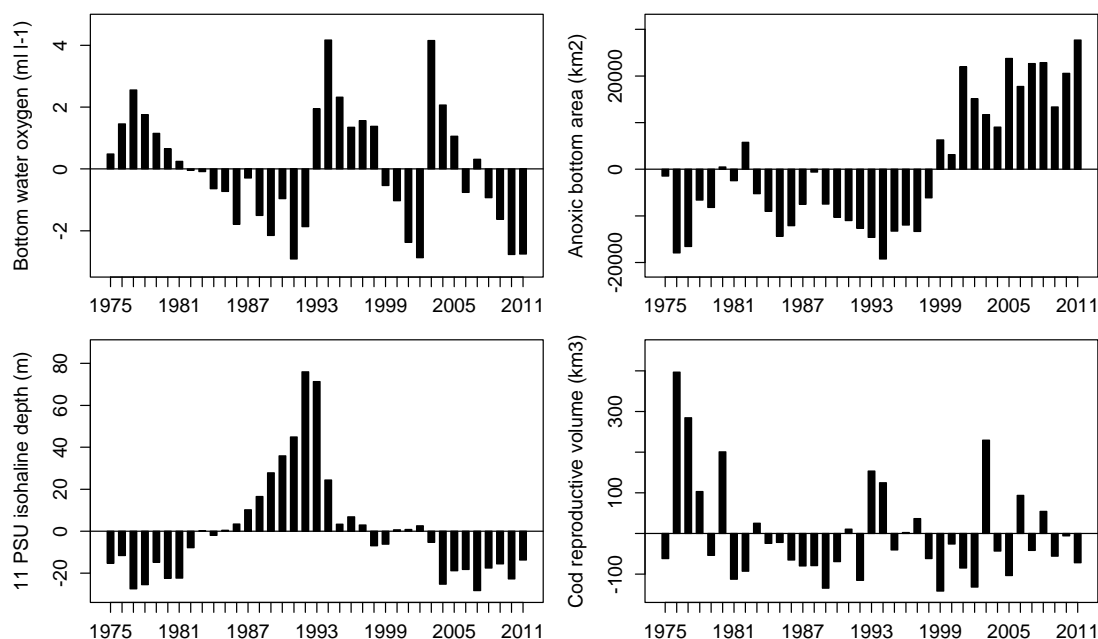 Bottom water oxygen (ml l-1)
4
2
0
-2
1975 1981 1987 1993 1999 2005 2011
Anoxic bottom area (km2)
20000
0
-20000
1975 1981 1987 1993 1999 2005 2011
11 PSU isohaline depth (m)
80
60
40
20
0
-20
1975 1981 1987 1993 1999 2005 2011
Cod reproductive volume (km3)
300
100
-100
1975 1981 1987 1993 1999 2005 2011